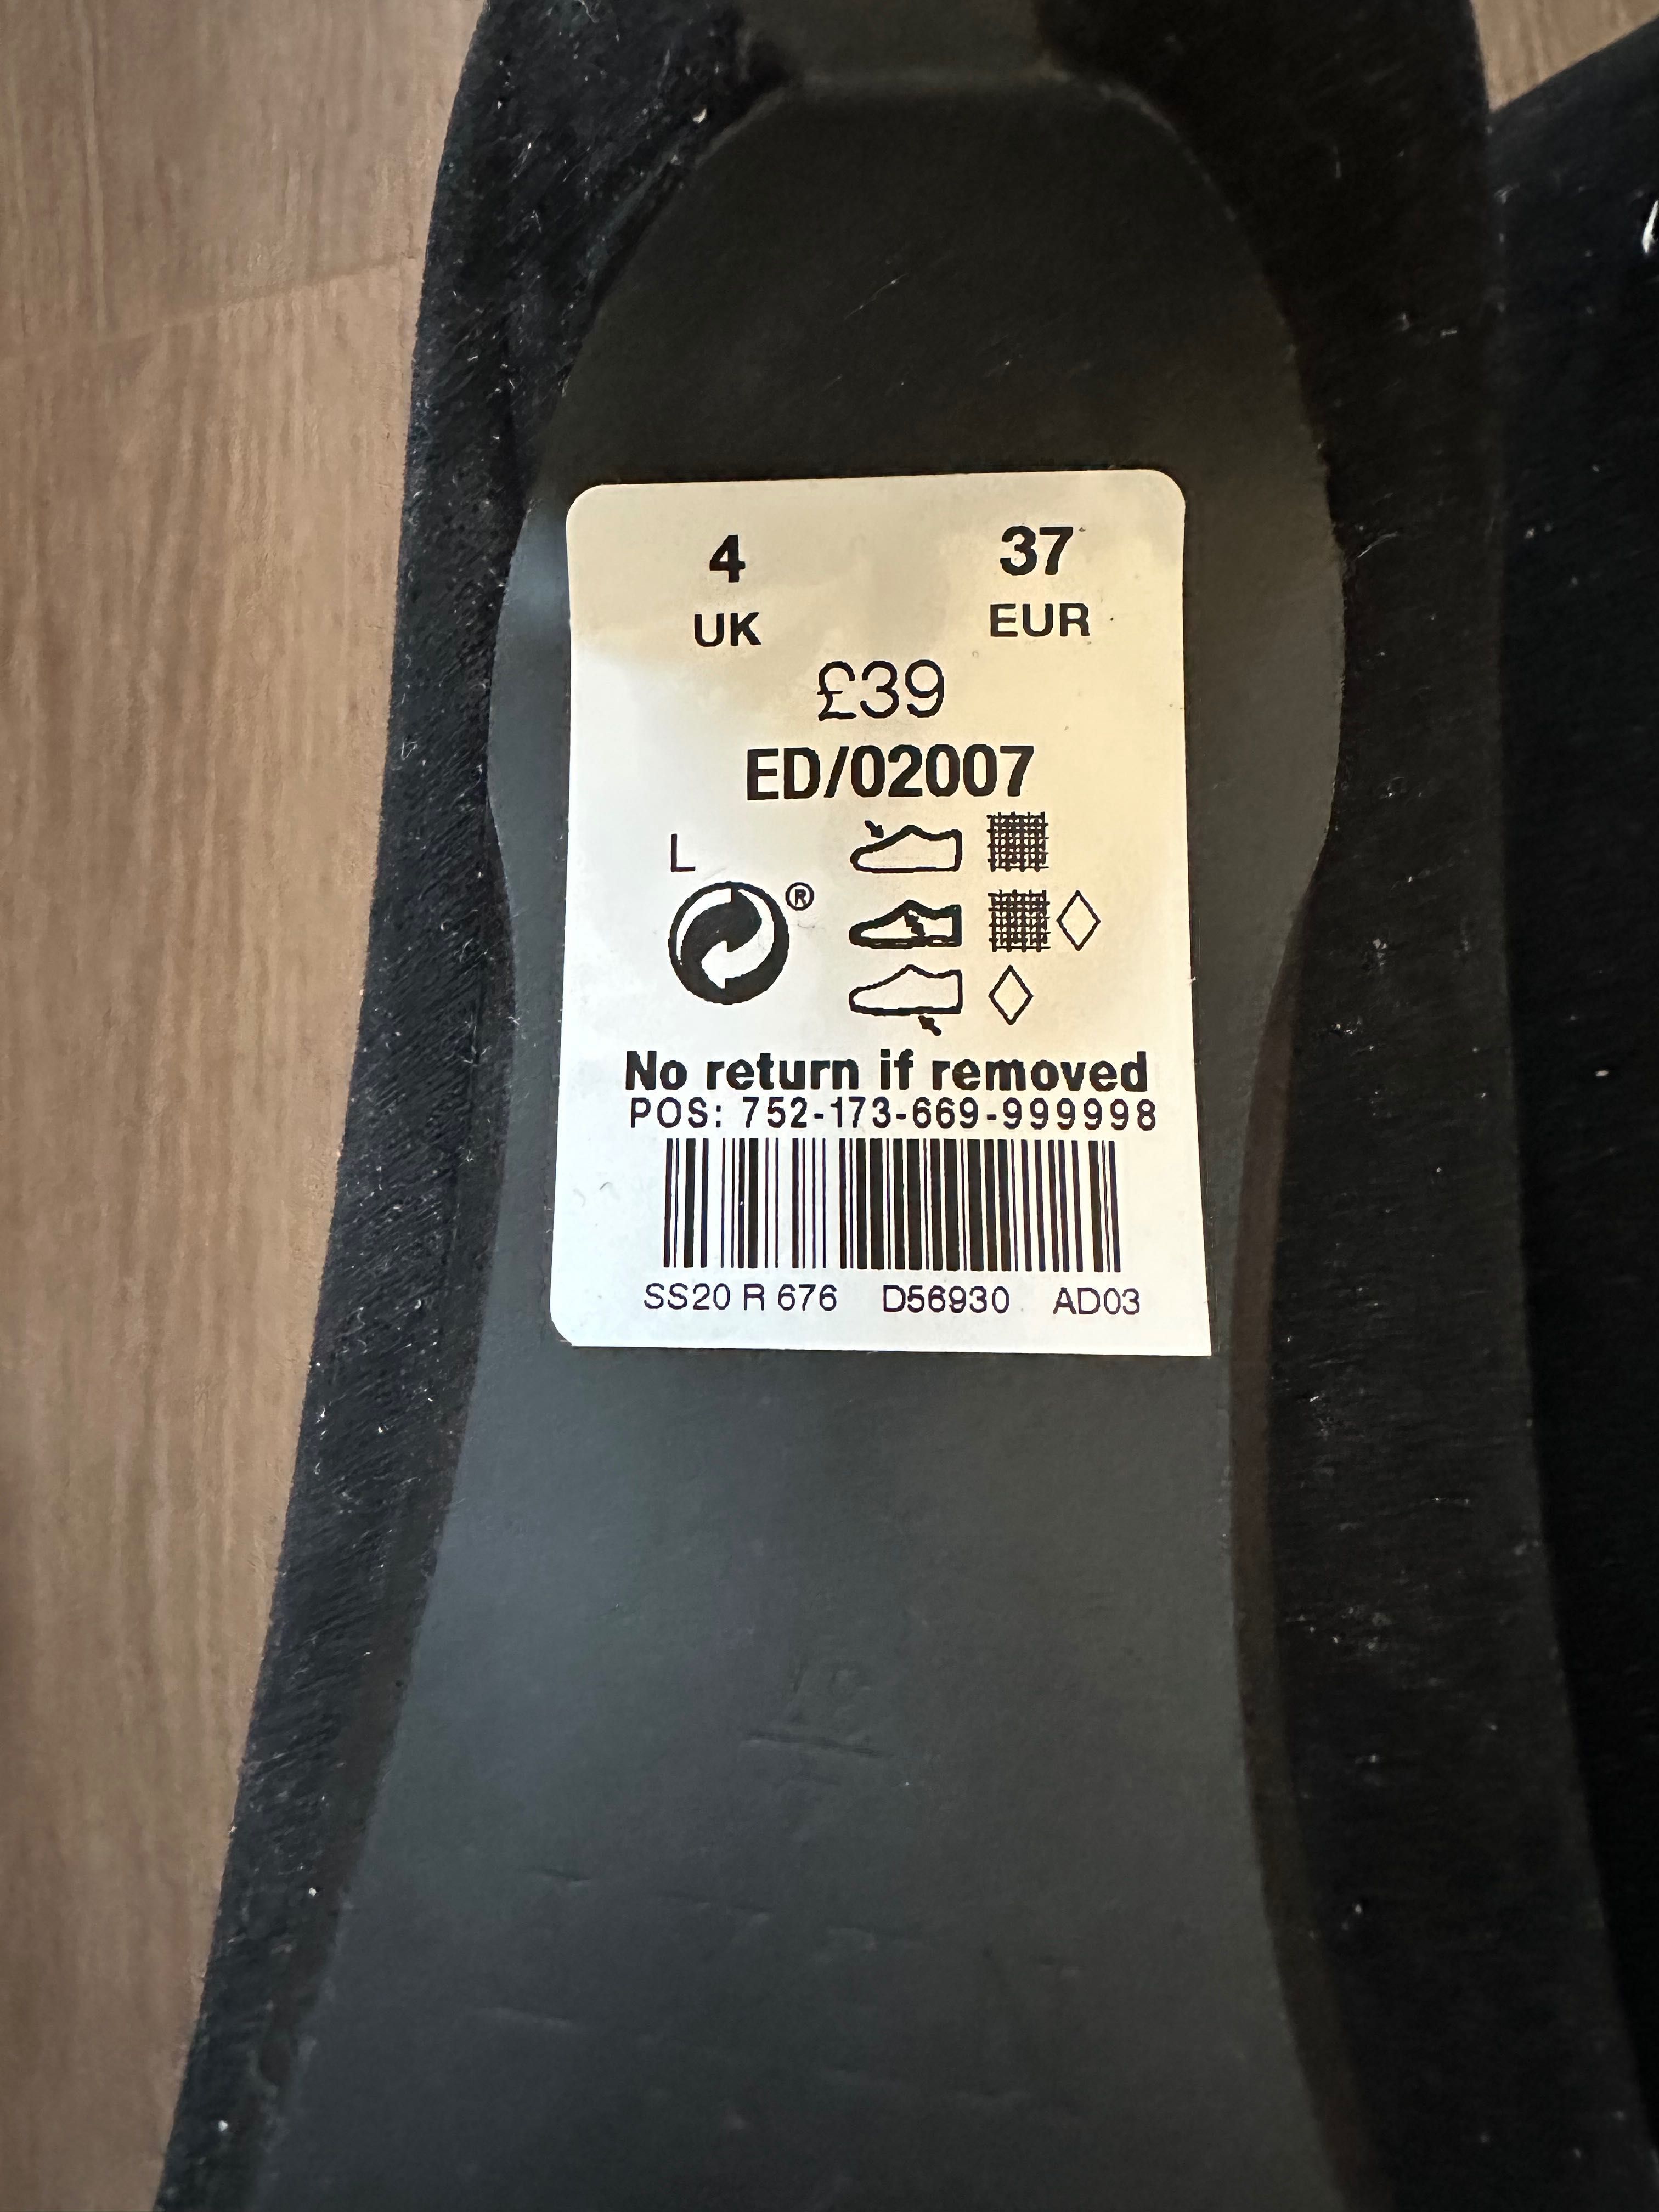 4 37
UK EUR
£39
ED/02007
L
®
No return if removed
POS: 752-173-669-999998
SS20 R 676 D56930 AD03